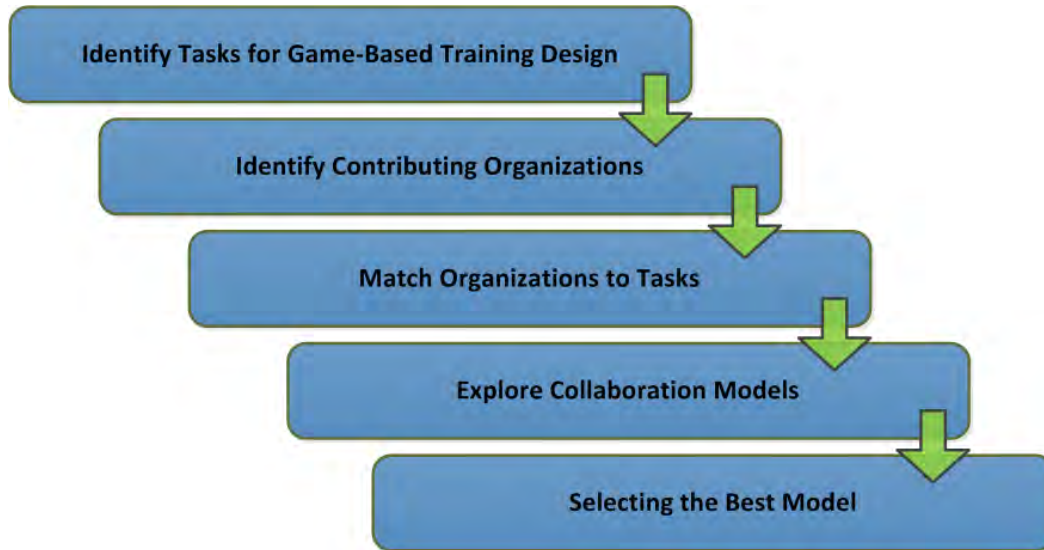 Identify Tasks for Game-Based Training Design
Identify Contributing Organizations
Match Organizations to Tasks
Explore Collaboration Models
Selecting the Best Model